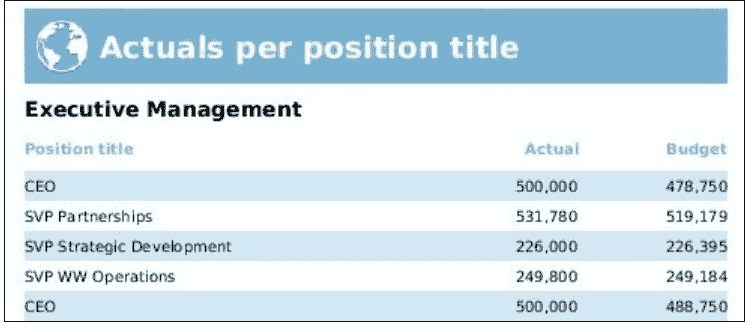 Actuals per position title
Executive Management
Position title Actual Budget
CEO 500,000 478,750
SVP Partnerships 531,780 519,179
SVP Strategic Development 226,000 226,395
SVP WW Operations 249,800 249,184
CEO 500,000 488,750